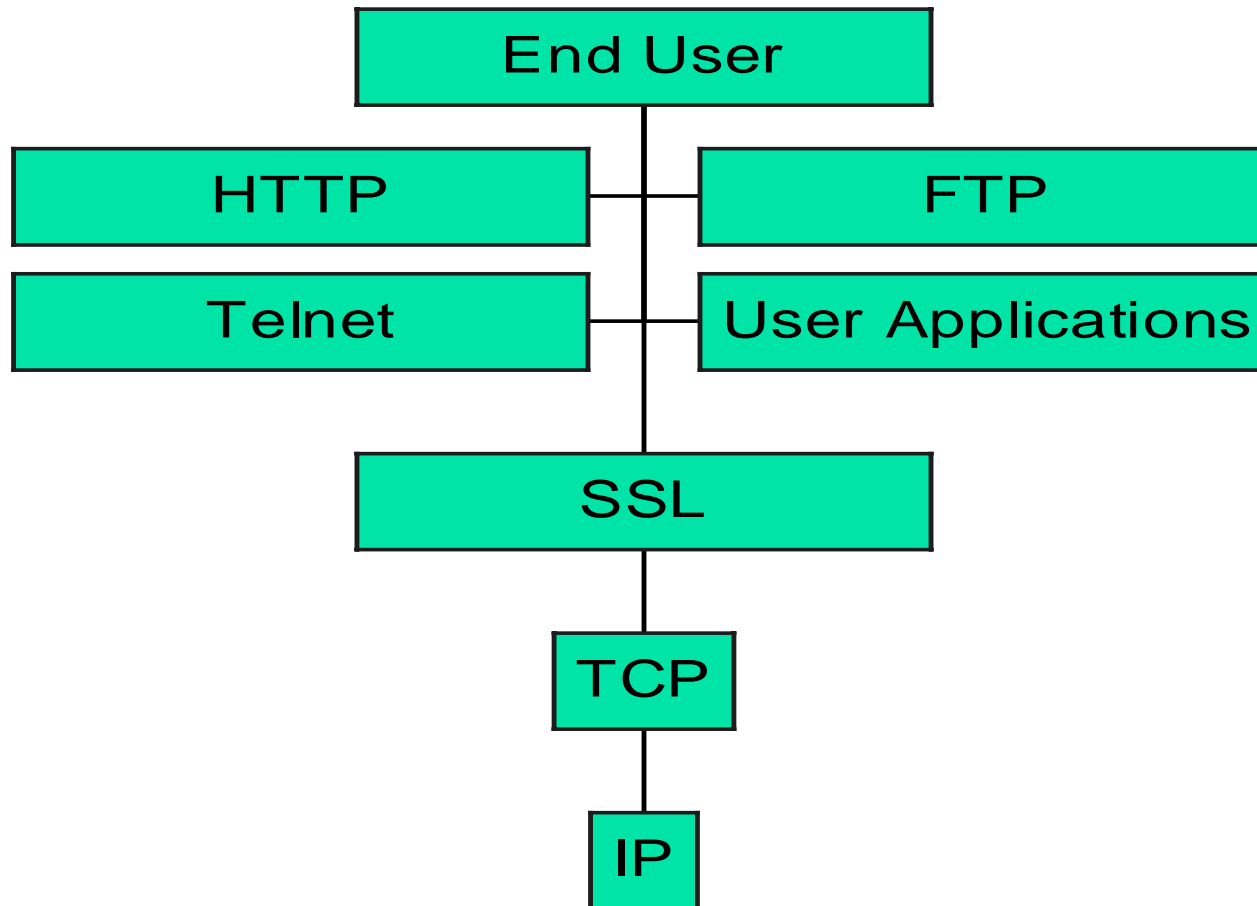 End User
HTTP
FTP
Telnet
User Applications
SSL
TCP
IP